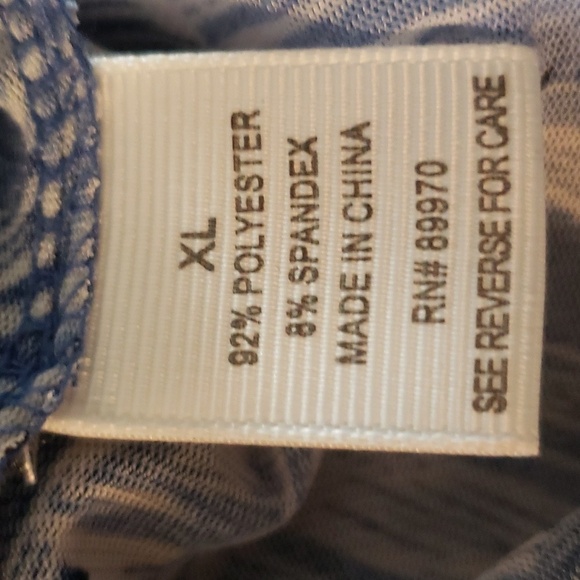 XL
92% POLYESTER
8% SPANDEX
MADE IN CHINA
RN# 89970
SEE REVERSE FOR CARE